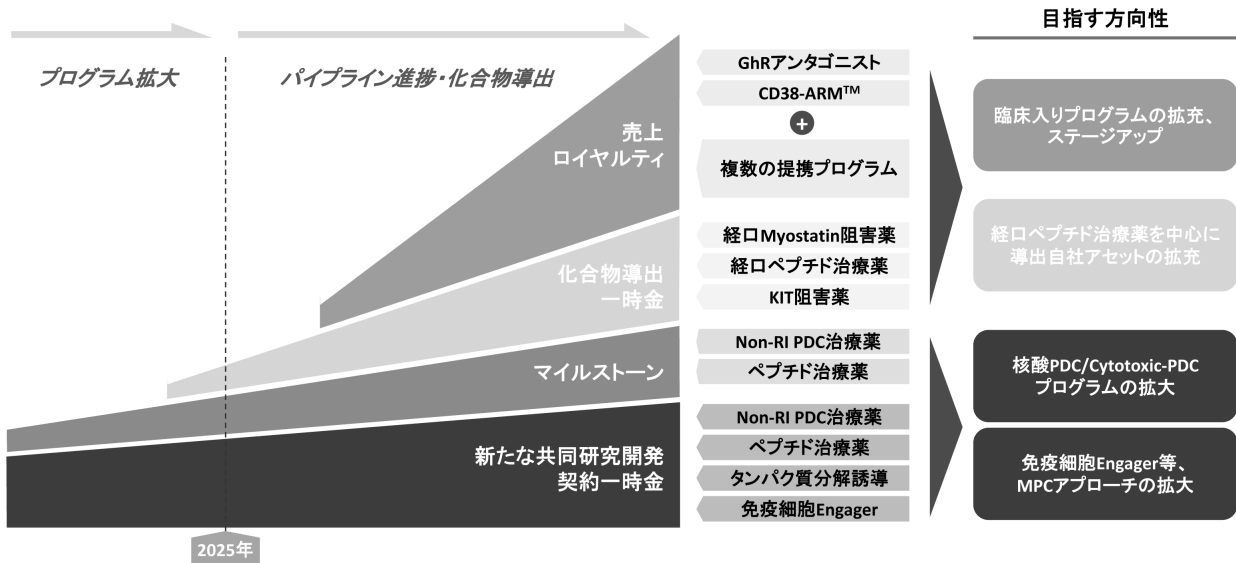 目指す方向性
プログラム拡大
パイプライン進捗・化合物導出
売上
ロイヤルティ
化合物導出
一時金
マイルストーン
新たな共同研究開発
契約一時金
2025年
GhRアンタゴニスト
CD38-ARM™
+
複数の提携プログラム
経口Myostatin阻害薬
経口ペプチド治療薬
KIT阻害薬
Non-RI PDC治療薬
ペプチド治療薬
Non-RI PDC治療薬
ペプチド治療薬
タンパク質分解誘導
免疫細胞Engager
臨床入りプログラムの拡充、
ステージアップ
経口ペプチド治療薬を中心に
導出自社アセットの拡充
核酸PDC/Cytotoxic-PDC
プログラムの拡大
免疫細胞Engager等、
MPCアプローチの拡大